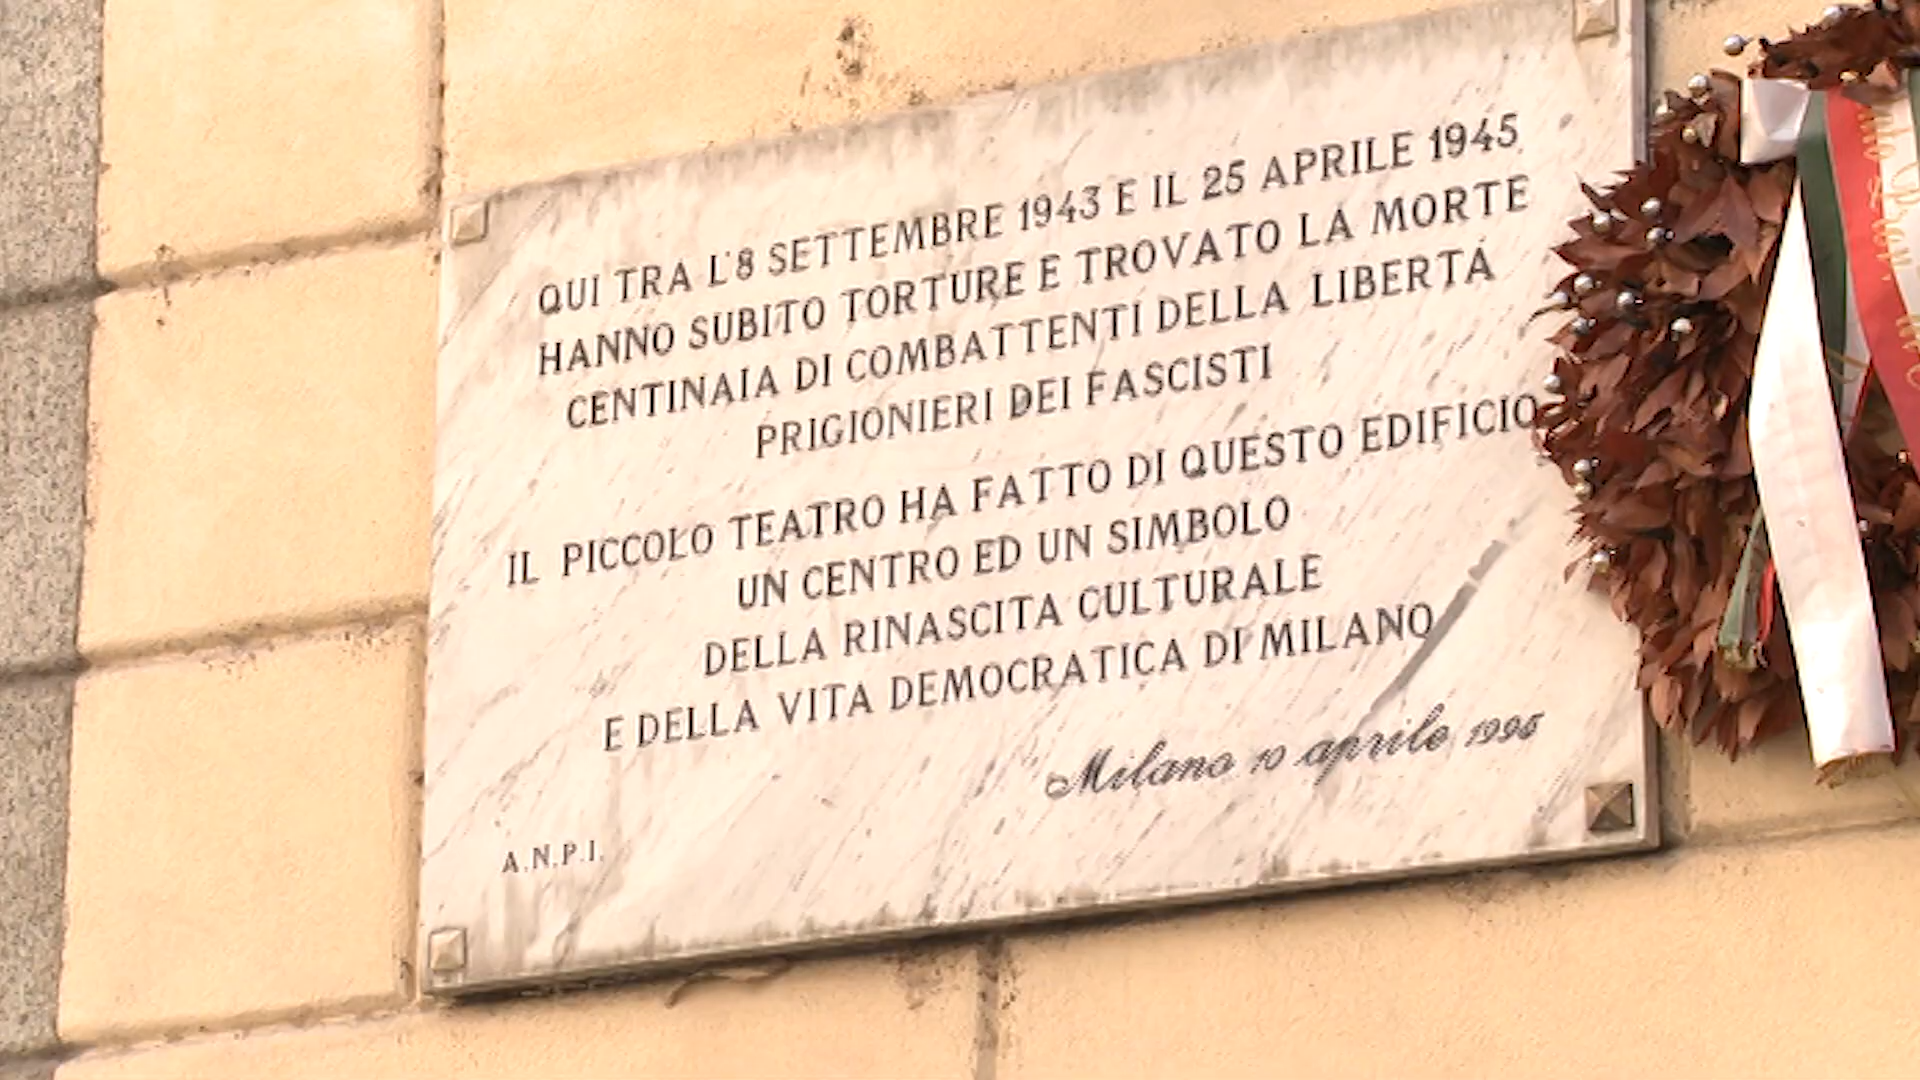 QUI TRA L'8 SETTEMBRE 1943 E IL 25 APRILE 1945
HANNO SUBITO TORTURE E TROVATO LA MORTE
CENTINAIA DI COMBATTENTI DELLA LIBERTÀ
PRIGIONIERI DEI FASCISTI
IL PICCOLO TEATRO HA FATTO DI QUESTO EDIFICIO
UN CENTRO ED UN SIMBOLO
DELLA RINASCITA CULTURALE
E DELLA VITA DEMOCRATICA DI MILANO
Milano 10 aprile 1995
A.N.P.I.